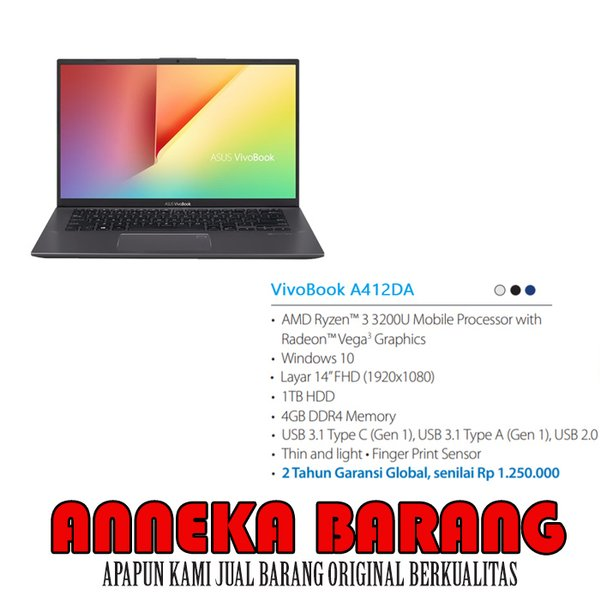 ASUS VivoBook
ASUS VivoBook
VivoBook A412DA
• AMD Ryzen™ 3 3200U Mobile Processor with
Radeon™ Vega³ Graphics
• Windows 10
• Layar 14” FHD (1920x1080)
• 1TB HDD
• 4GB DDR4 Memory
• USB 3.1 Type C (Gen 1), USB 3.1 Type A (Gen 1), USB 2.0
• Thin and light • Finger Print Sensor
• 2 Tahun Garansi Global, senilai Rp 1.250.000
ANNEKA BARANG
APAPUN KAMI JUAL BARANG ORIGINAL BERKUALITAS